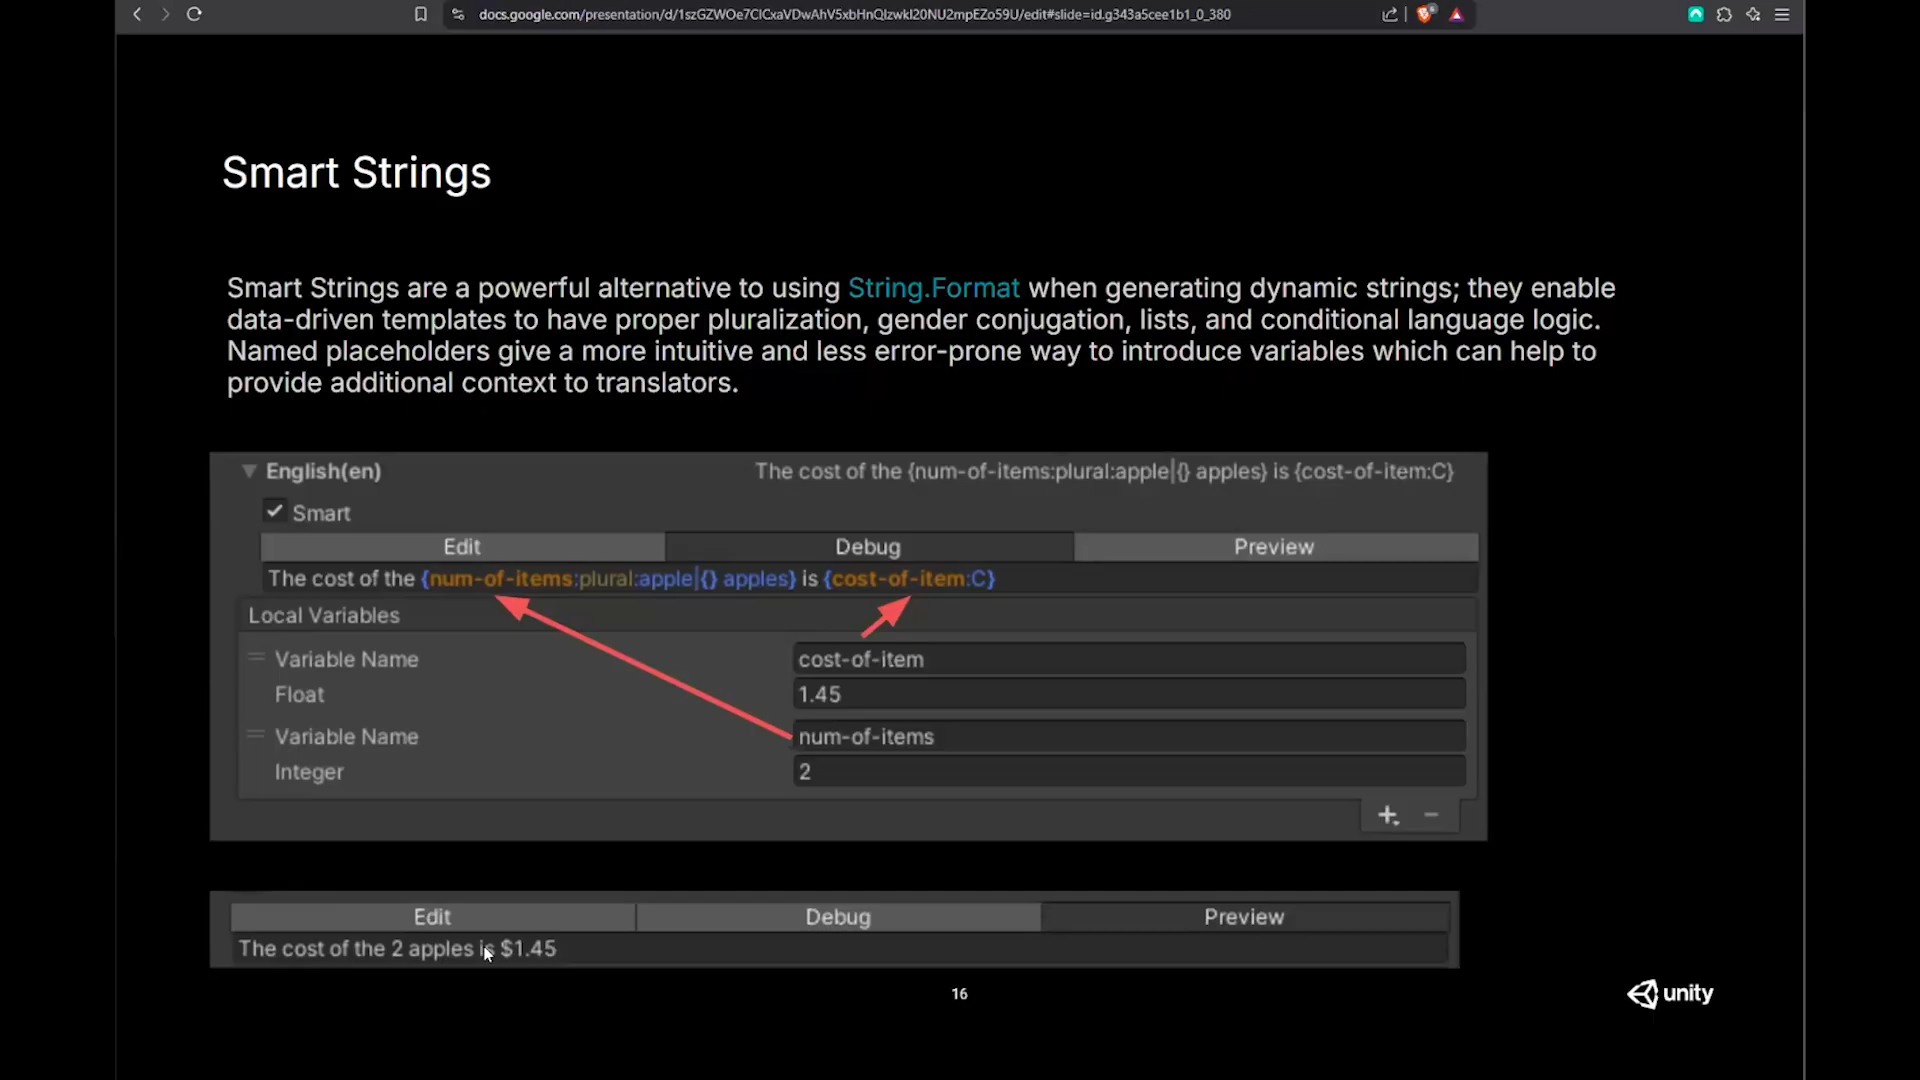 docs.google.com/presentation/d/1szGZWOe7ClCxaVDwAhV5xbHnQlzwkl20NU2mpEZo59U/edit#slide=id.g343a5cee1b1_0_380
Smart Strings
Smart Strings are a powerful alternative to using String.Format when generating dynamic strings; they enable
data-driven templates to have proper pluralization, gender conjugation, lists, and conditional language logic.
Named placeholders give a more intuitive and less error-prone way to introduce variables which can help to
provide additional context to translators.
English(en) The cost of the {num-of-items:plural:apple|{} apples} is {cost-of-item:C}
Smart
Edit Debug Preview
The cost of the {num-of-items:plural:apple|{} apples} is {cost-of-item:C}
Local Variables
Variable Name cost-of-item
Float 1.45
Variable Name num-of-items
Integer 2
Edit Debug Preview
The cost of the 2 apples is $1.45
16
unity